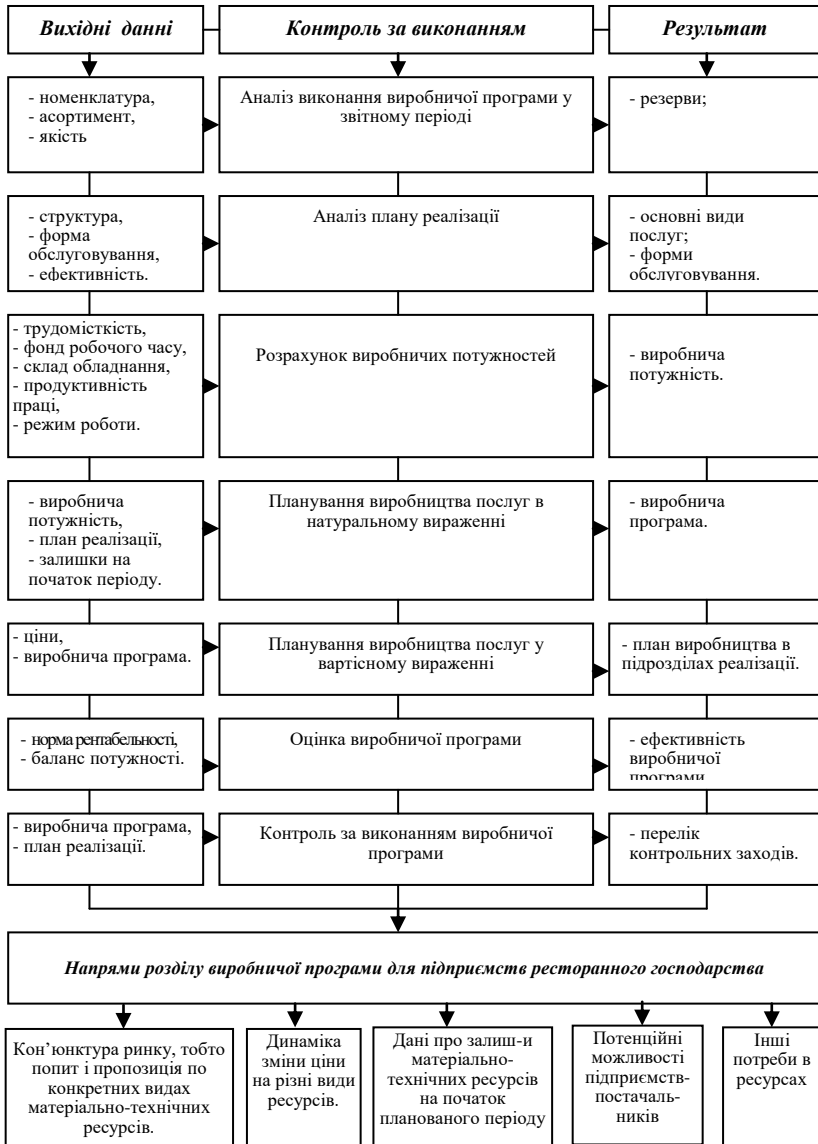 Вихідні данні
Контроль за виконанням
Результат
- номенклатура,
- асортимент,
- якість
Аналіз виконання виробничої програми у
звітному періоді
- резерви;
- структура,
- форма
обслуговування,
- ефективність.
Аналіз плану реалізації
- основні види
послуг;
- форми
обслуговування.
- трудомісткість,
- фонд робочого часу,
- склад обладнання,
- продуктивність
праці,
- режим роботи.
Розрахунок виробничих потужностей
- виробнича
потужність.
- виробнича
потужність,
- план реалізації,
- залишки на
початок періоду.
Планування виробництва послуг в
натуральному вираженні
- виробнича
програма.
- ціни,
- виробнича програма.
Планування виробництва послуг у
вартісному вираженні
- план виробництва в
підрозділах реалізації.
- норма рентабельності,
- баланс потужності.
Оцінка виробничої програми
- ефективність
виробничої
програми
- виробнича програма,
- план реалізації.
Контроль за виконанням виробничої
програми
- перелік
контрольних заходів.
Напрями розділу виробничої програми для підприємств ресторанного господарства
Кон’юнктура ринку, тобто
попит і пропозиція по
конкретних видах
матеріально-технічних
ресурсів.
Динаміка
зміни ціни
на різні види
ресурсів.
Дані про залиш-и
матеріально-
технічних ресурсів
на початок
планованого періоду
Потенційні
можливості
підприємств-
постачаль-
ників
Інші
потреби в
ресурсах